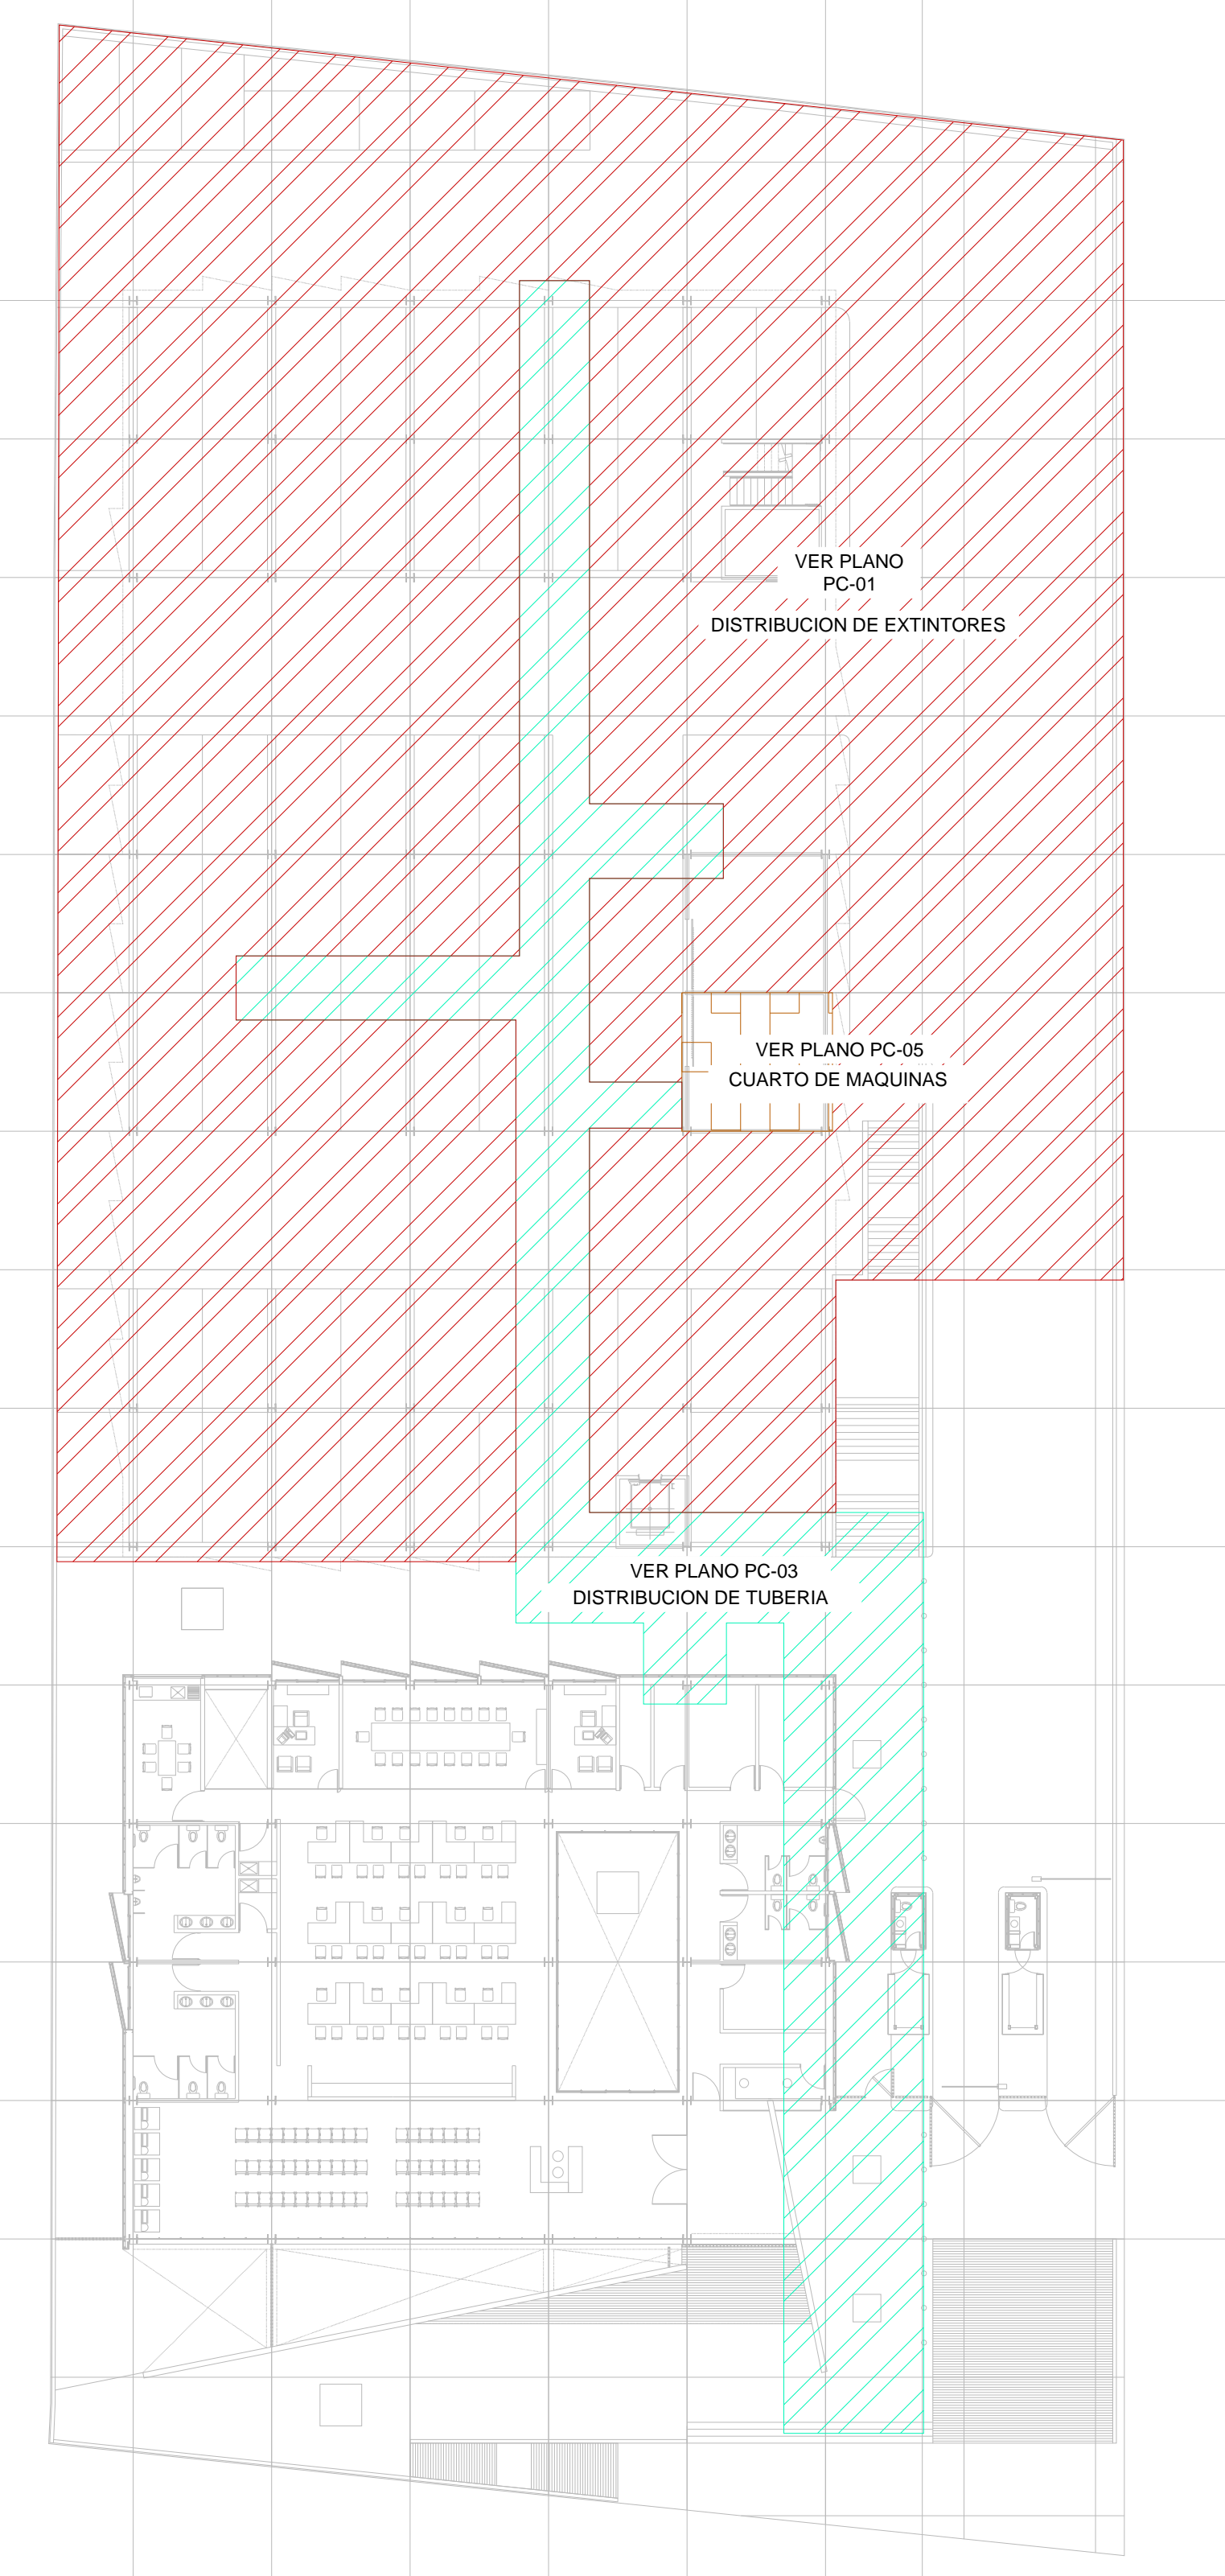 VER PLANO
PC-01
DISTRIBUCION DE EXTINTORES
VER PLANO PC-05
CUARTO DE MAQUINAS
VER PLANO PC-03
DISTRIBUCION DE TUBERIA